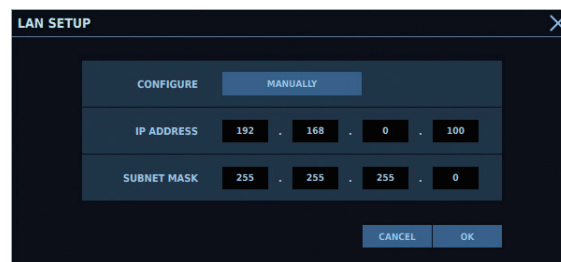 LAN SETUP
CONFIGURE MANUALLY
IP ADDRESS 192 . 168 . 0 . 100
SUBNET MASK 255 . 255 . 255 . 0
CANCEL OK